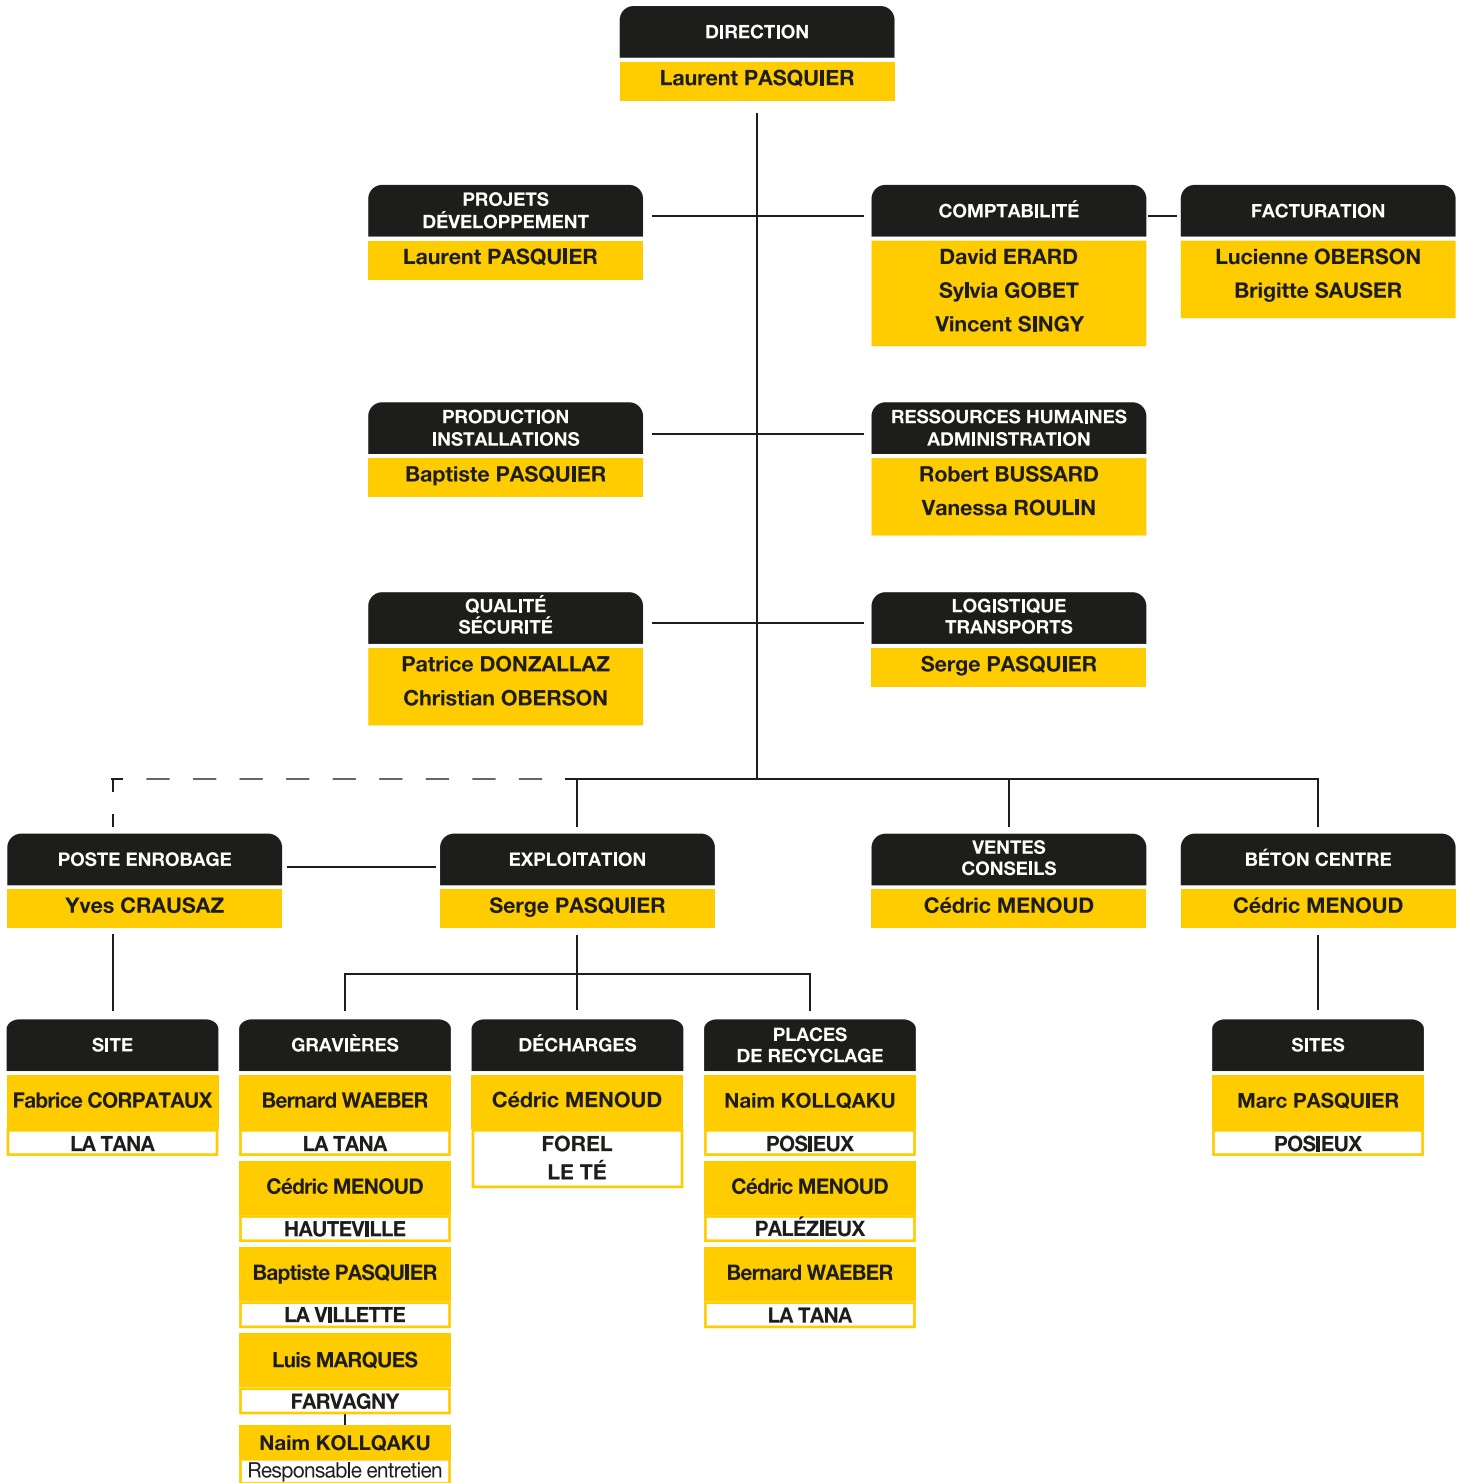 DIRECTION
Laurent PASQUIER
PROJETS
DÉVELOPPEMENT
Laurent PASQUIER
COMPTABILITÉ
David ERARD
Sylvia GOBET
Vincent SINGY
FACTURATION
Lucienne OBERSON
Brigitte SAUSER
PRODUCTION
INSTALLATIONS
Baptiste PASQUIER
RESSOURCES HUMAINES
ADMINISTRATION
Robert BUSSARD
Vanessa ROULIN
QUALITÉ
SÉCURITÉ
Patrice DONZALLAZ
Christian OBERSON
LOGISTIQUE
TRANSPORTS
Serge PASQUIER
POSTE ENROBAGE
Yves CRAUSAZ
EXPLOITATION
Serge PASQUIER
VENTES
CONSEILS
Cédric MENOUD
BÉTON CENTRE
Cédric MENOUD
SITE
Fabrice CORPATAUX
LA TANA
GRAVIÈRES
Bernard WAEBER
LA TANA
Cédric MENOUD
HAUTEVILLE
Baptiste PASQUIER
LA VILLETTE
Luis MARQUES
FARVAGNY
Naim KOLLQAKU
Responsable entretien
DÉCHARGES
Cédric MENOUD
FOREL
LE TÉ
PLACES
DE RECYCLAGE
Naim KOLLQAKU
POSIEUX
Cédric MENOUD
PALÉZIEUX
Bernard WAEBER
LA TANA
SITES
Marc PASQUIER
POSIEUX